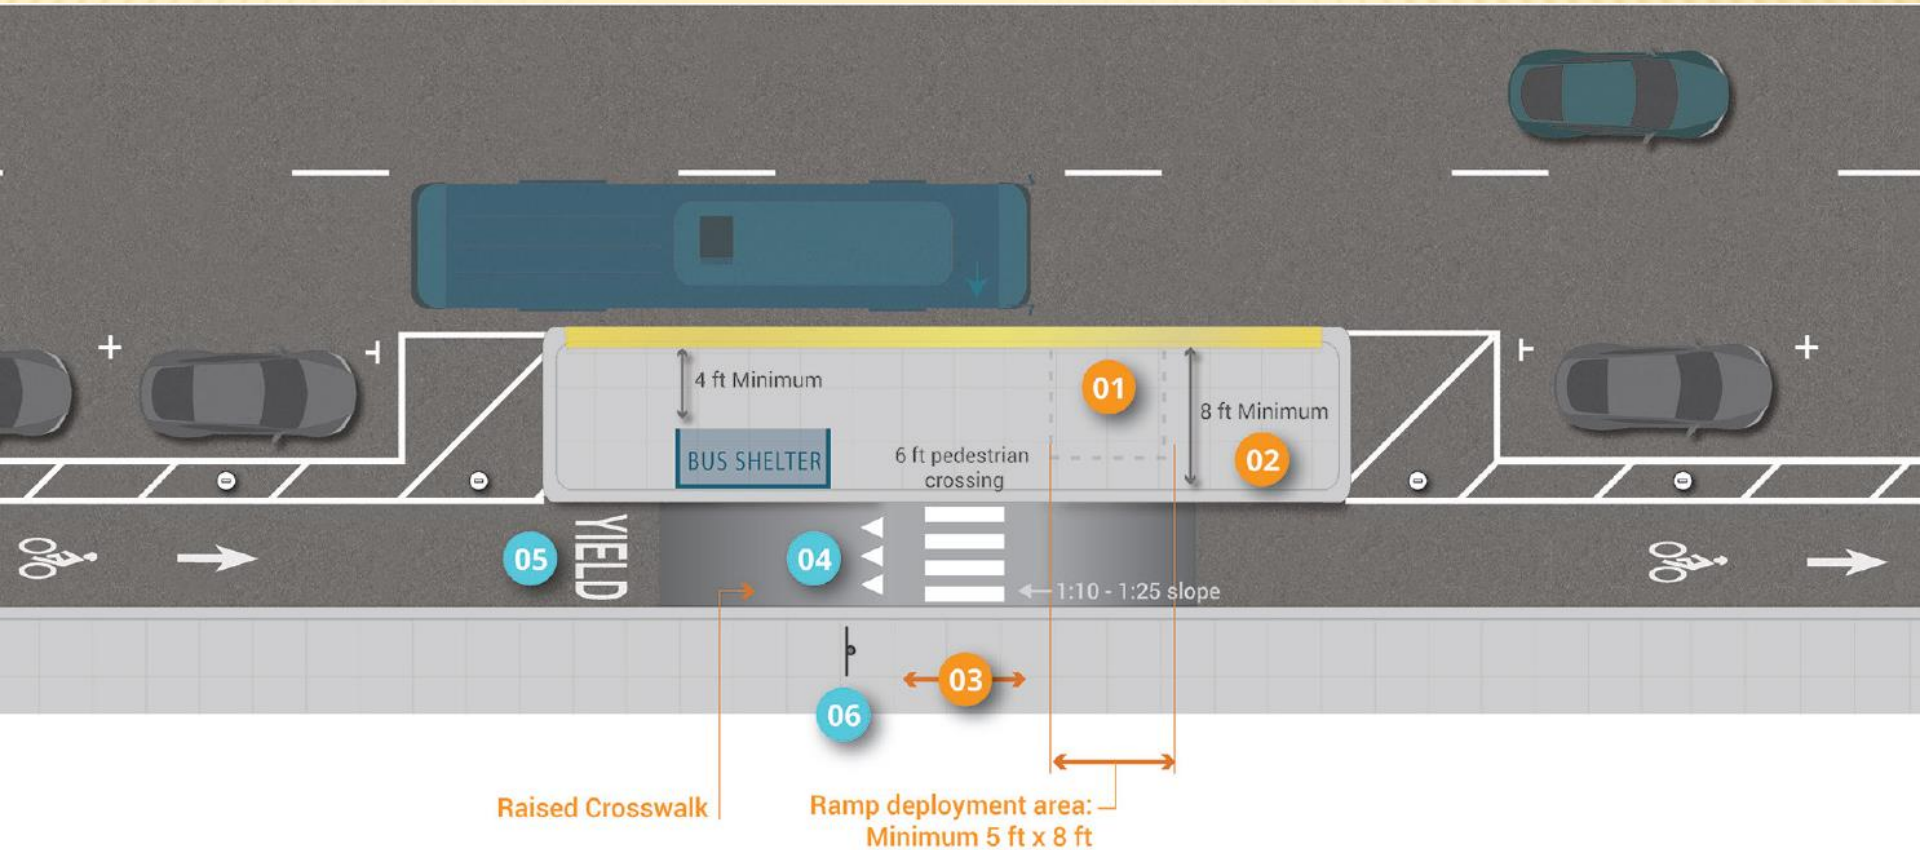 4 ft Minimum
01
8 ft Minimum
BUS SHELTER
6 ft pedestrian
crossing
02
YIELD
05
04
1:10 - 1:25 slope
03
06
Raised Crosswalk
Ramp deployment area:
Minimum 5 ft x 8 ft